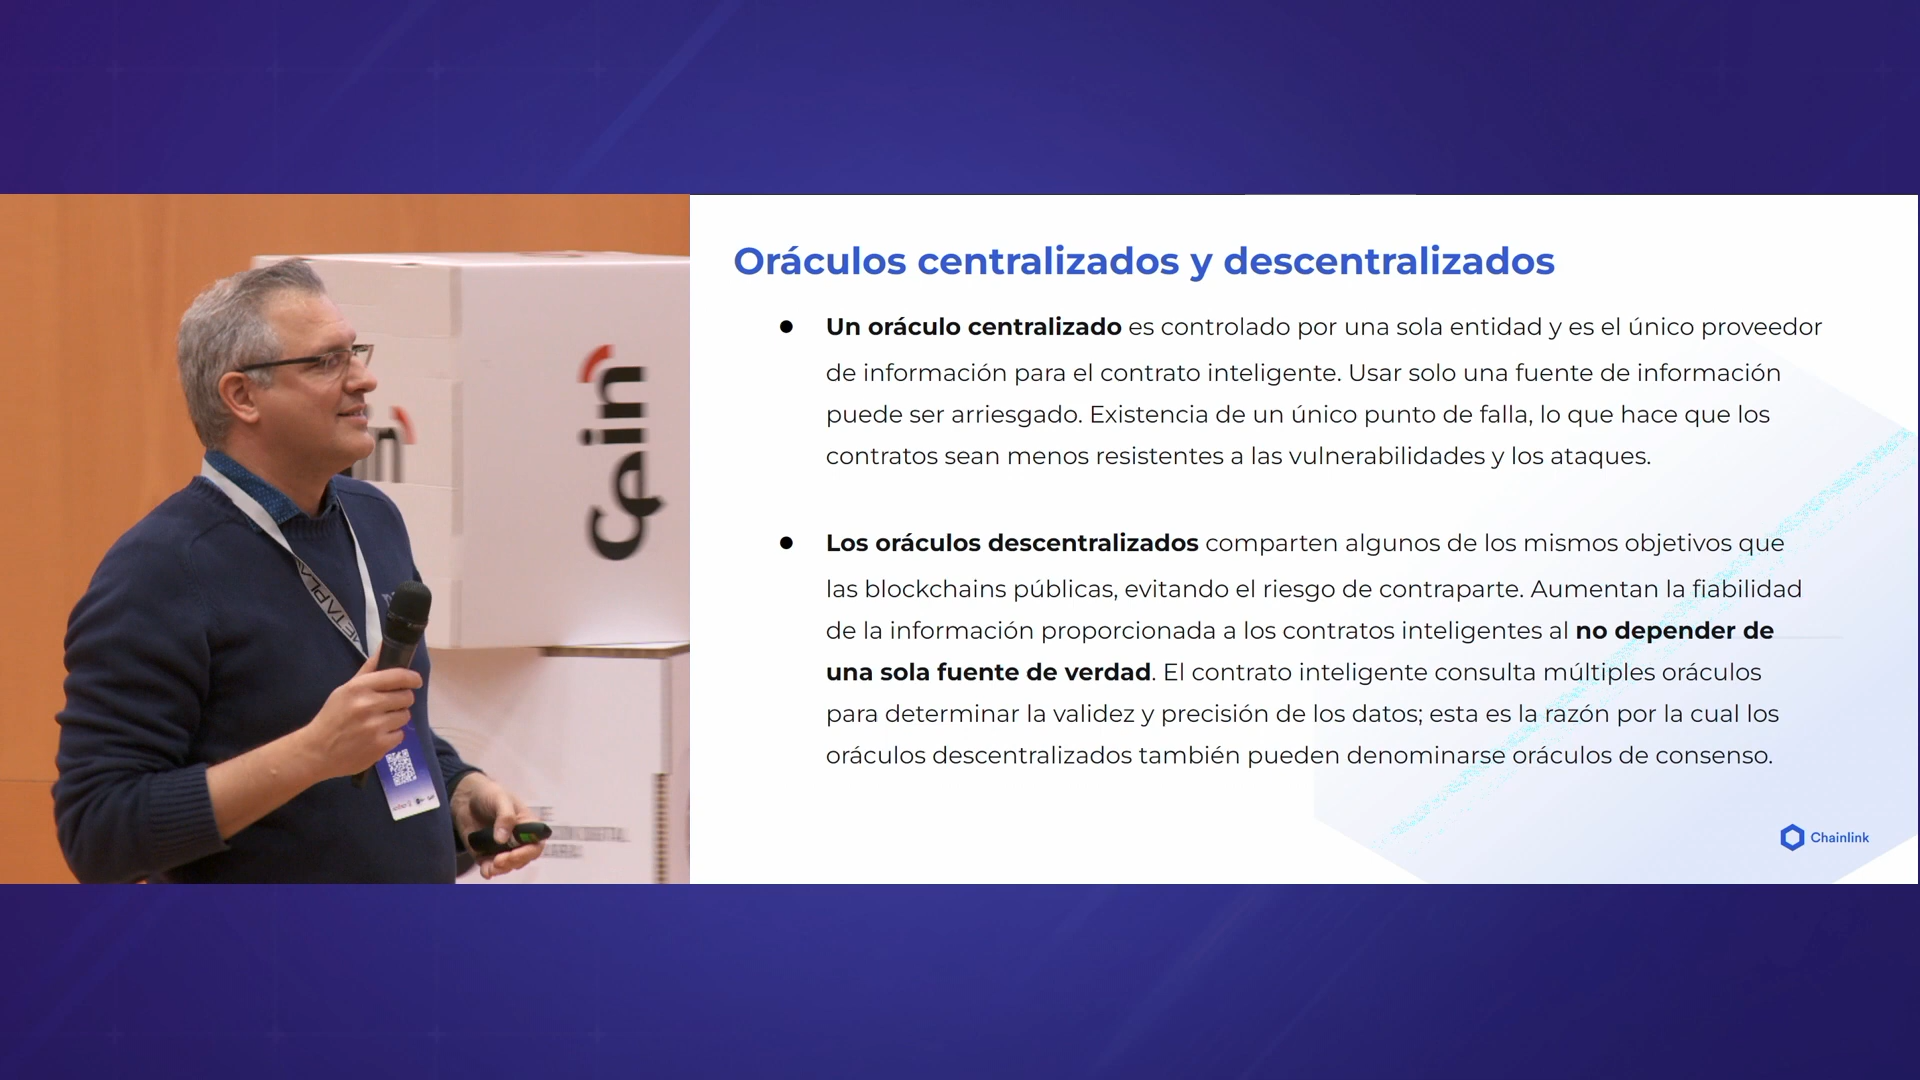 Oráculos centralizados y descentralizados
● Un oráculo centralizado es controlado por una sola entidad y es el único proveedor
de información para el contrato inteligente. Usar solo una fuente de información
puede ser arriesgado. Existencia de un único punto de falla, lo que hace que los
contratos sean menos resistentes a las vulnerabilidades y los ataques.
● Los oráculos descentralizados comparten algunos de los mismos objetivos que
las blockchains públicas, evitando el riesgo de contraparte. Aumentan la fiabilidad
de la información proporcionada a los contratos inteligentes al no depender de
una sola fuente de verdad. El contrato inteligente consulta múltiples oráculos
para determinar la validez y precisión de los datos; esta es la razón por la cual los
oráculos descentralizados también pueden denominarse oráculos de consenso.
Chainlink
Cein